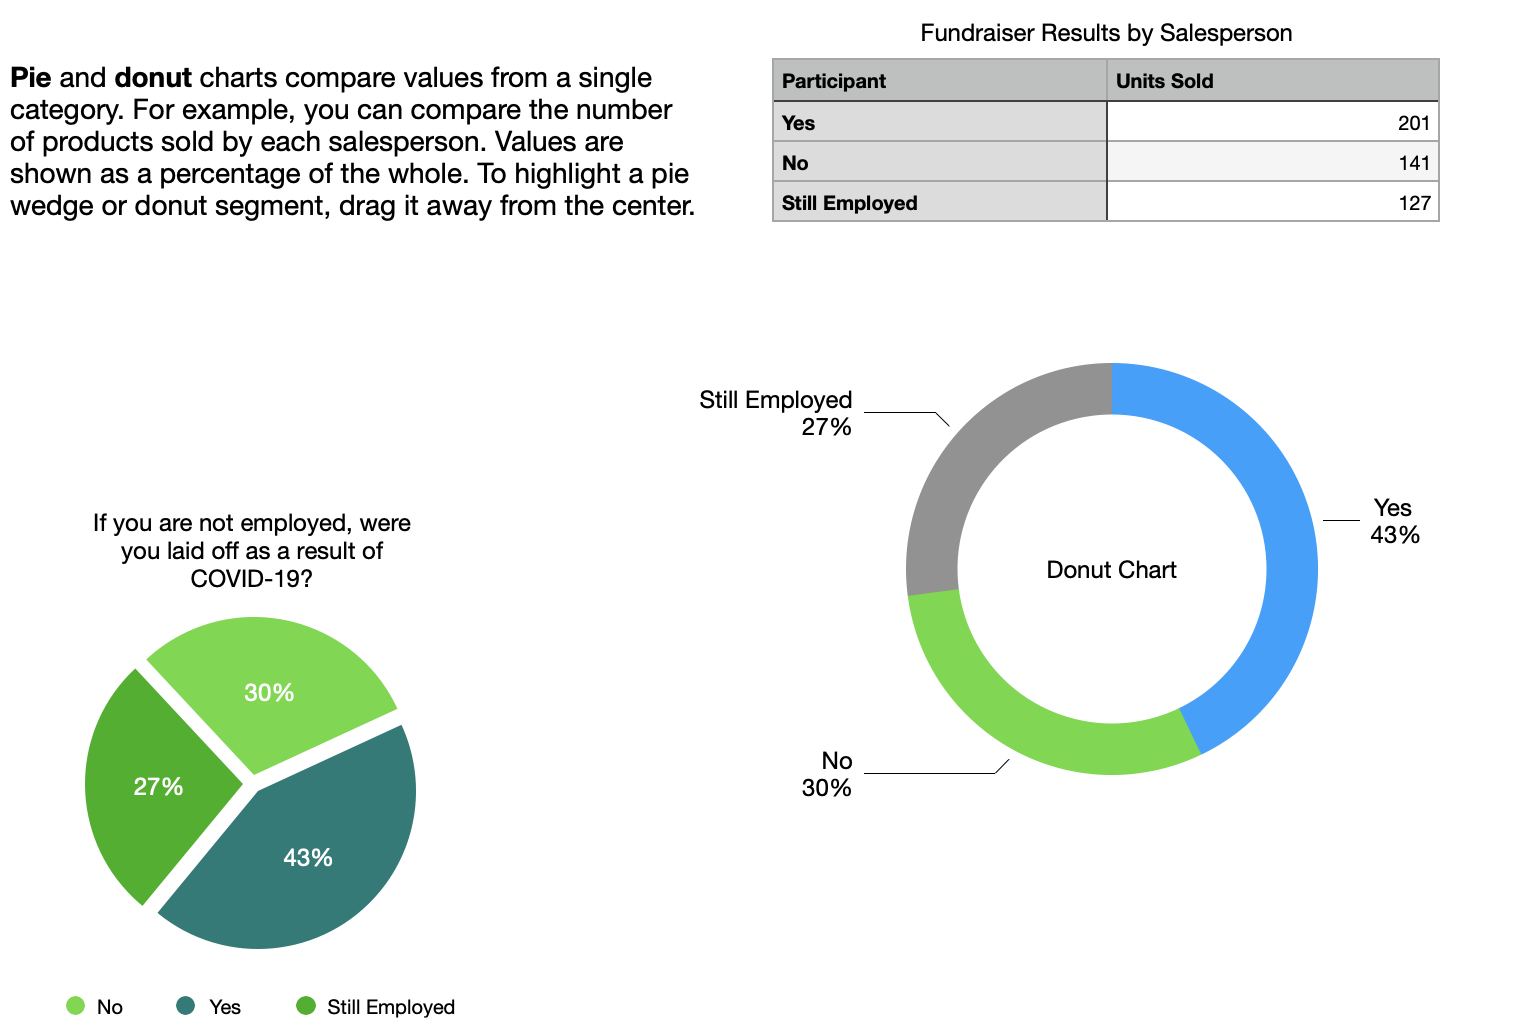 Pie and donut charts compare values from a single
category. For example, you can compare the number
of products sold by each salesperson. Values are
shown as a percentage of the whole. To highlight a pie
wedge or donut segment, drag it away from the center.
Fundraiser Results by Salesperson
Participant Units Sold
Yes 201
No 141
Still Employed 127
If you are not employed, were
you laid off as a result of
COVID-19?
30%
27%
43%
No Yes Still Employed
Still Employed
27%
Yes
43%
Donut Chart
No
30%